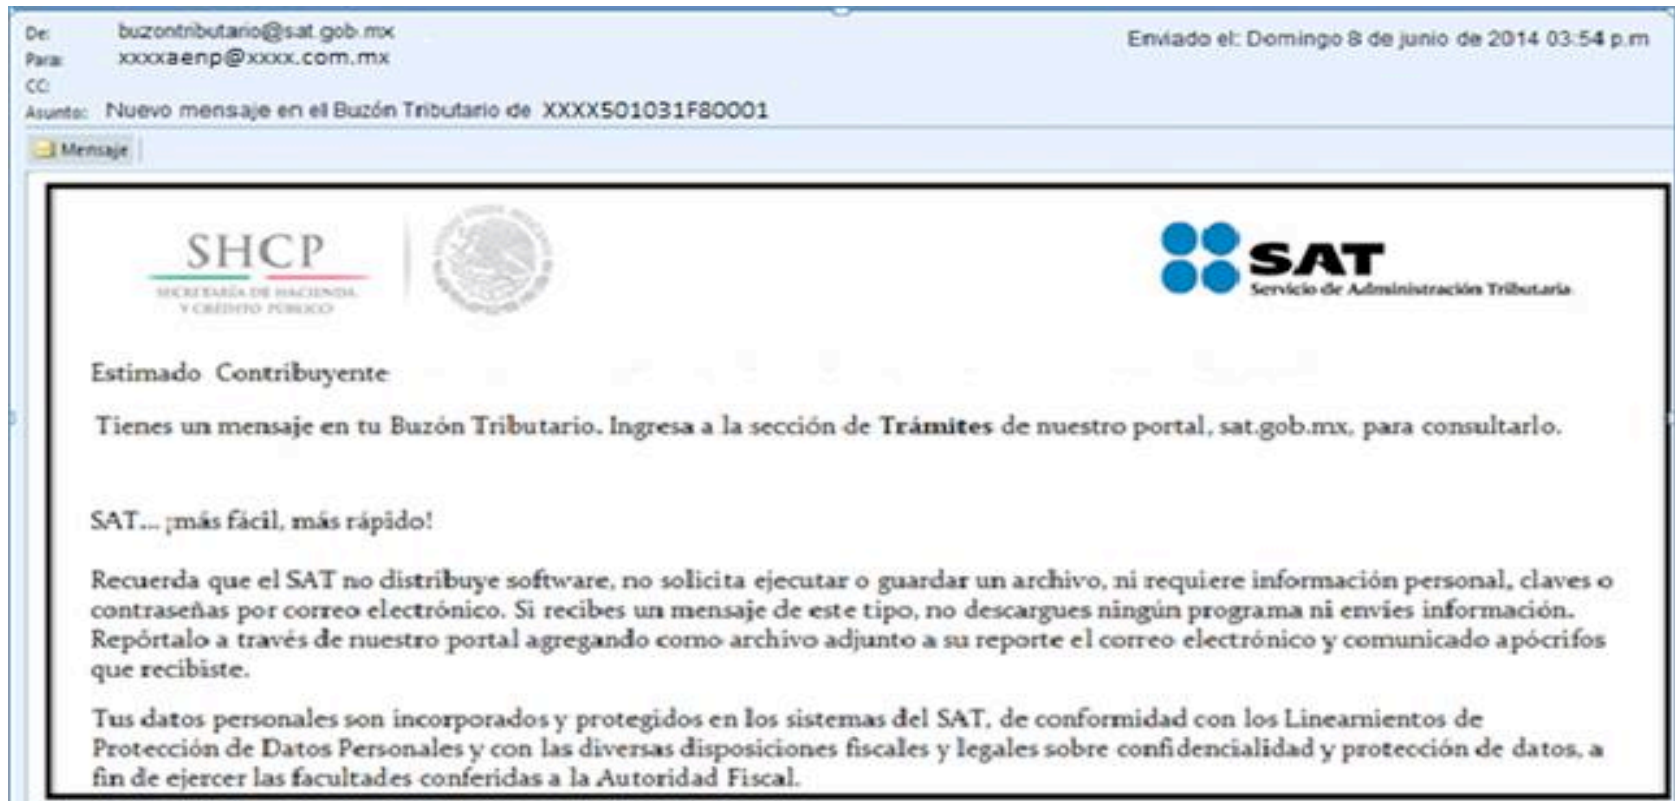 De: buzontributario@sat.gob.mx
Enviado el: Domingo 8 de junio de 2014 03:54 p.m
Para: xxxxaenp@xxxx.com.mx
CC:
Asunto: Nuevo mensaje en el Buzón Tributario de XXXX501031F80001
Mensaje
SHCP
SECRETARÍA DE HACIENDA
Y CRÉDITO PÚBLICO
SAT
Servicio de Administración Tributaria
Estimado Contribuyente
Tienes un mensaje en tu Buzón Tributario. Ingresa a la sección de Trámites de nuestro portal, sat.gob.mx, para consultarlo.
SAT... ¡más fácil, más rápido!
Recuerda que el SAT no distribuye software, no solicita ejecutar o guardar un archivo, ni requiere información personal, claves o
contraseñas por correo electrónico. Si recibes un mensaje de este tipo, no descargues ningún programa ni envíes información.
Repórtalo a través de nuestro portal agregando como archivo adjunto a su reporte el correo electrónico y comunicado apócrifos
que recibiste.
Tus datos personales son incorporados y protegidos en los sistemas del SAT, de conformidad con los Lineamientos de
Protección de Datos Personales y con las diversas disposiciones fiscales y legales sobre confidencialidad y protección de datos, a
fin de ejercer las facultades conferidas a la Autoridad Fiscal.